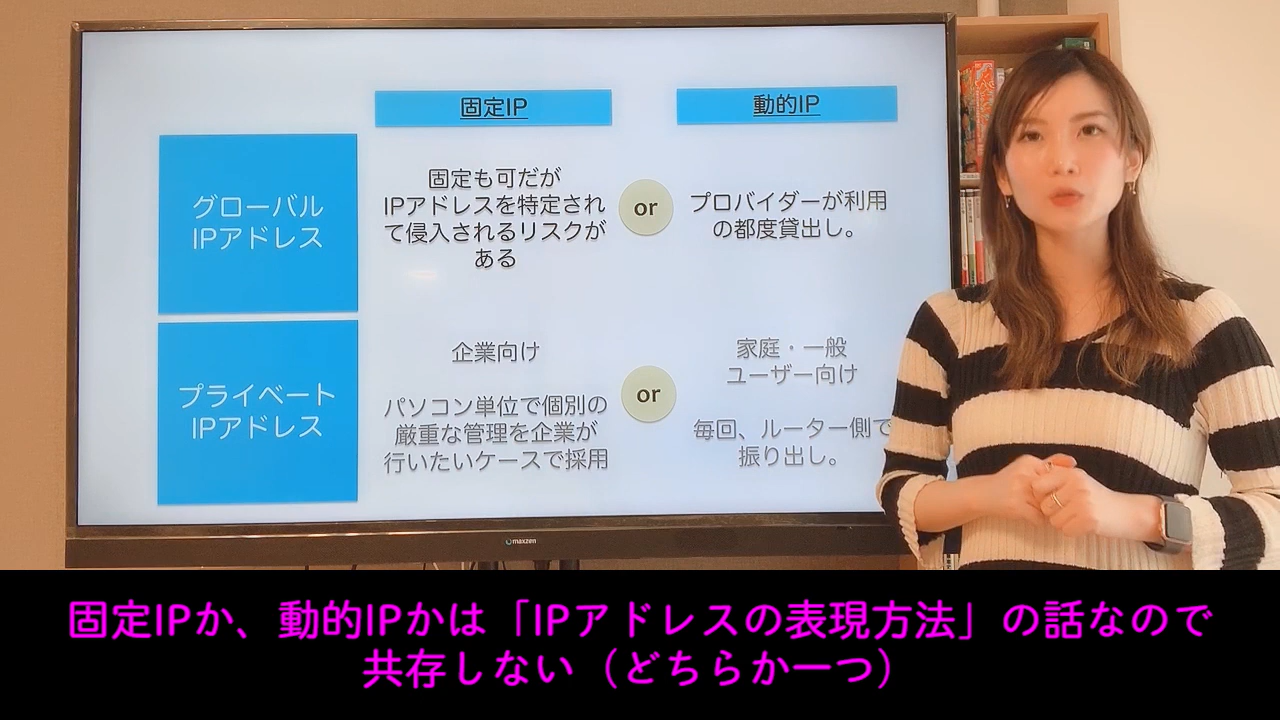 固定IP
動的IP
グローバル
IPアドレス
固定も可だが
IPアドレスを特定され
て侵入されるリスクが
ある
or
プロバイダーが利用
の都度貸出し。
プライベート
IPアドレス
企業向け
パソコン単位で個別の
厳重な管理を企業が
行いたいケースで採用
or
家庭・一般
ユーザー向け
毎回、ルーター側で
振り出し。
maxzen
固定IPか、動的IPかは「IPアドレスの表現方法」の話なので
共存しない（どちらか一つ）